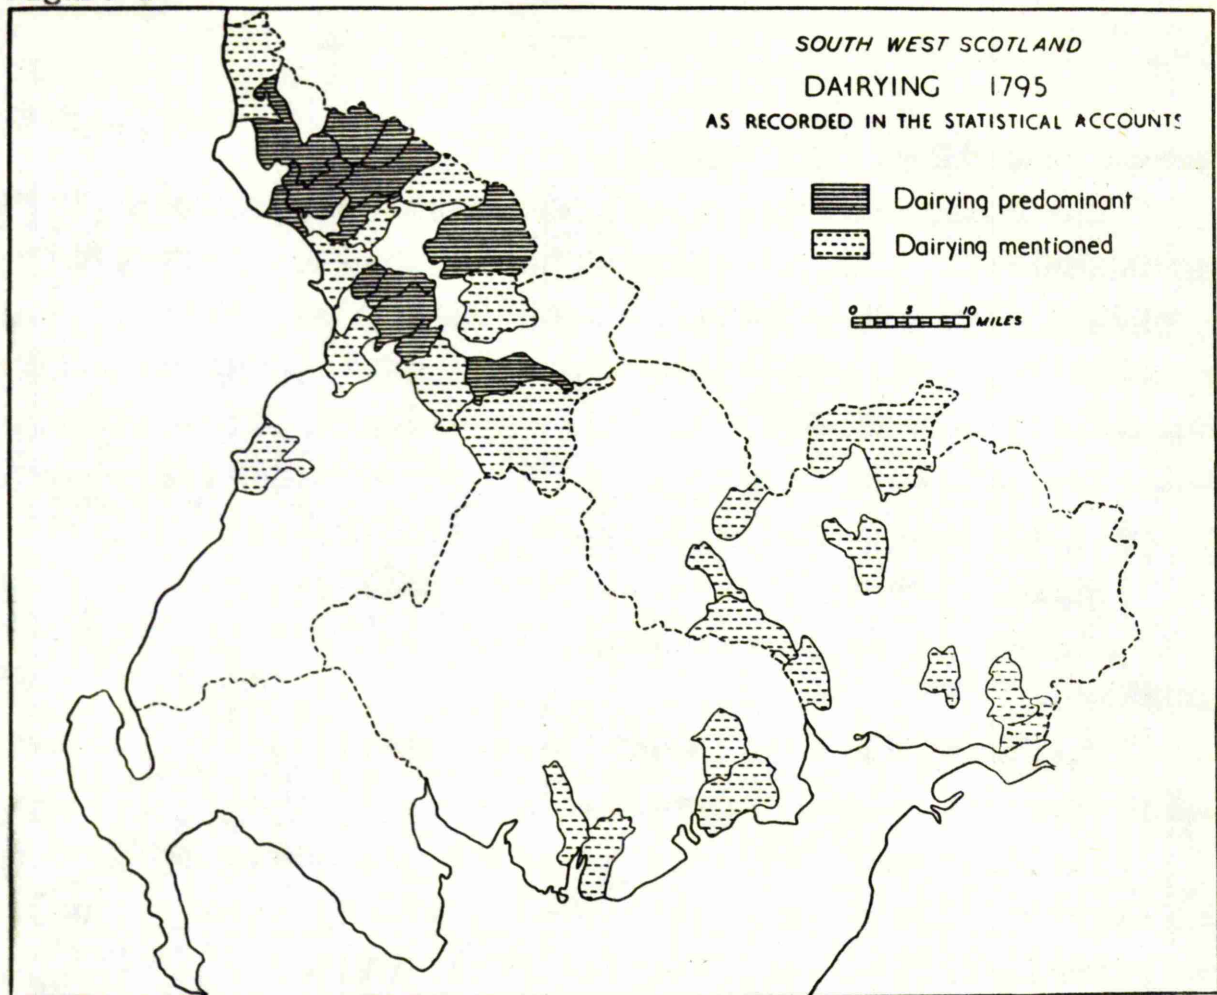 SOUTH WEST SCOTLAND
DAIRYING 1795
AS RECORDED IN THE STATISTICAL ACCOUNTS
Dairying predominant
Dairying mentioned
0 5 10
MILES